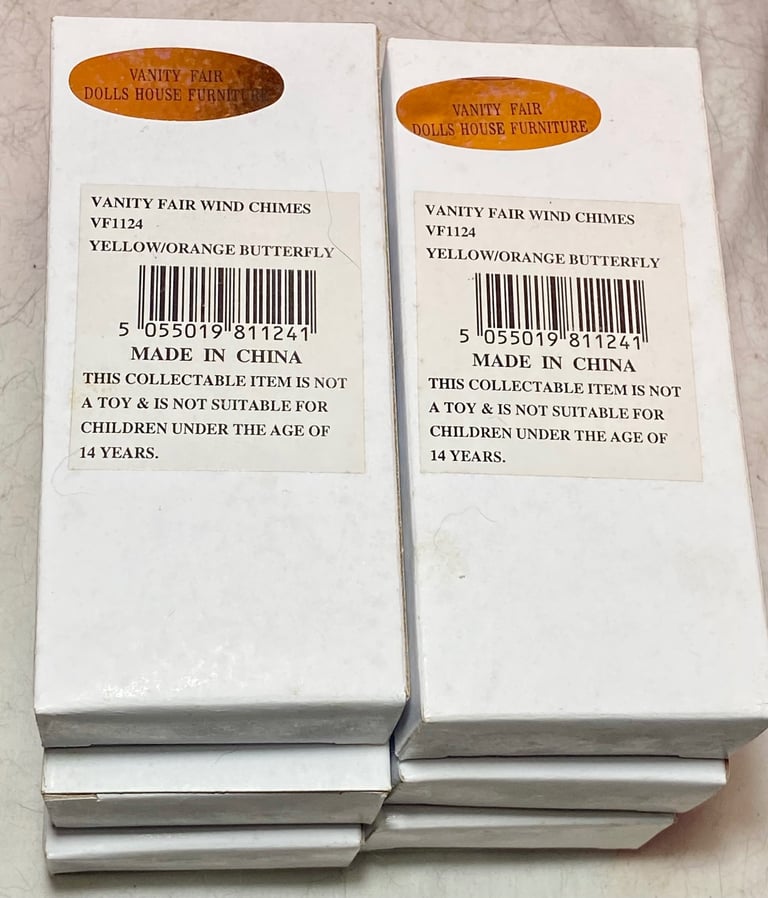 VANITY FAIR
DOLLS HOUSE FURNITURE
VANITY FAIR WIND CHIMES
VF1124
YELLOW/ORANGE BUTTERFLY
5 055019 811241
MADE IN CHINA
THIS COLLECTABLE ITEM IS NOT
A TOY & IS NOT SUITABLE FOR
CHILDREN UNDER THE AGE OF
14 YEARS.
VANITY FAIR
DOLLS HOUSE FURNITURE
VANITY FAIR WIND CHIMES
VF1124
YELLOW/ORANGE BUTTERFLY
5 055019 811241
MADE IN CHINA
THIS COLLECTABLE ITEM IS NOT
A TOY & IS NOT SUITABLE FOR
CHILDREN UNDER THE AGE OF
14 YEARS.